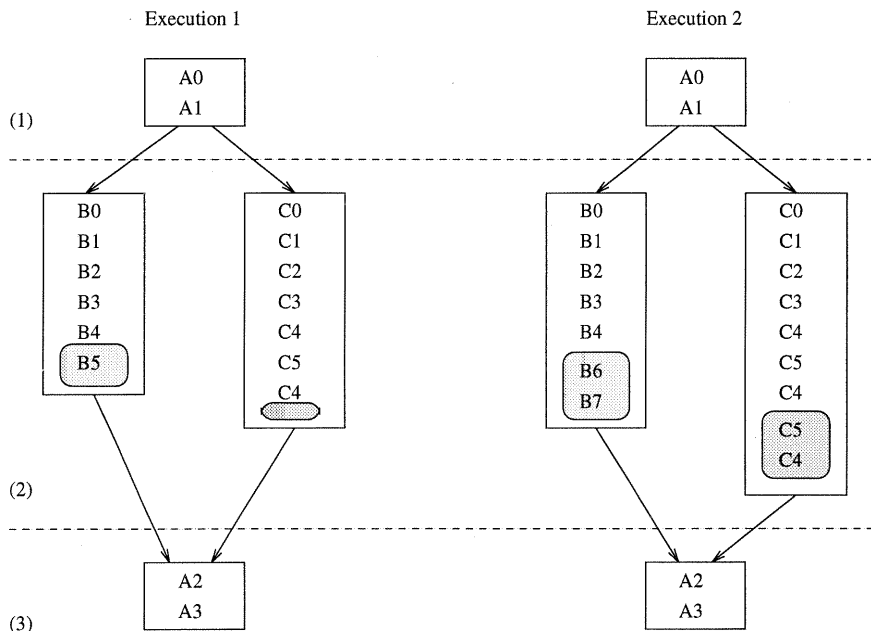 Execution 1
A0
A1
(1)
B0
B1
B2
B3
B4
B5
C0
C1
C2
C3
C4
C5
C4
(2)
A2
A3
(3)
Execution 2
A0
A1
B0
B1
B2
B3
B4
B6
B7
C0
C1
C2
C3
C4
C5
C4
C5
C4
A2
A3